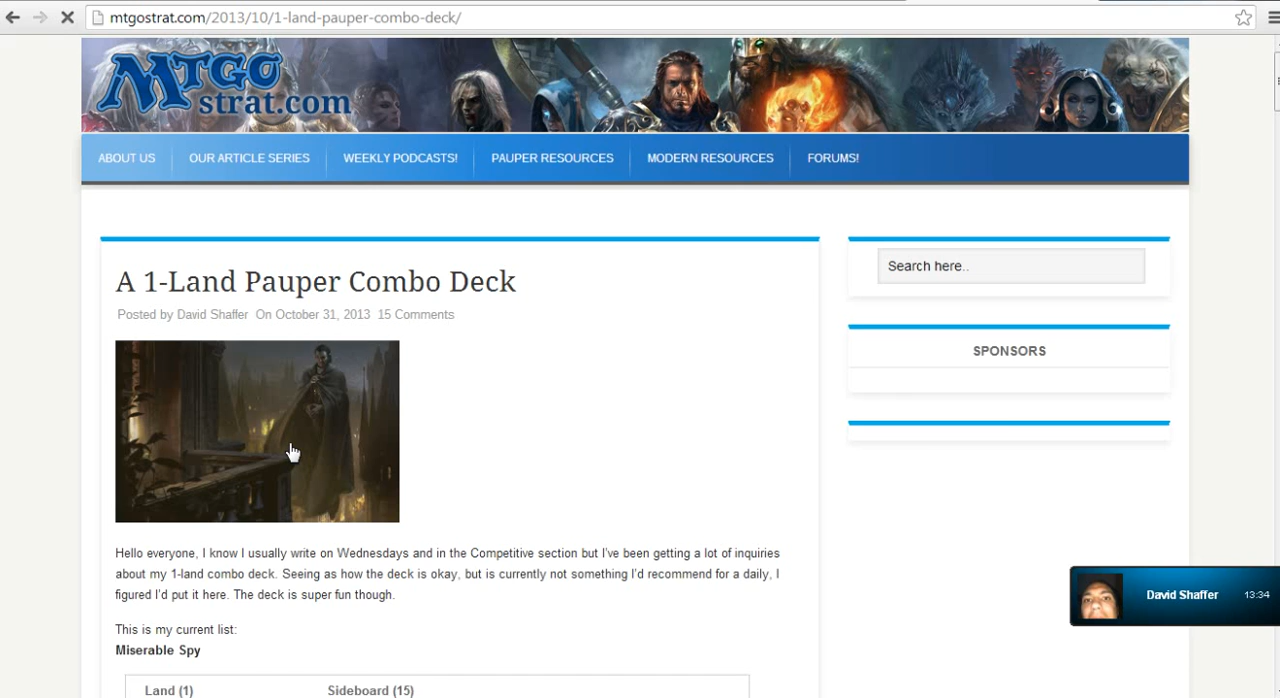 mtgostrat.com/2013/10/1-land-pauper-combo-deck/
MTGO
strat.com
ABOUT US
OUR ARTICLE SERIES
WEEKLY PODCASTS!
PAUPER RESOURCES
MODERN RESOURCES
FORUMS!
A 1-Land Pauper Combo Deck
Posted by David Shaffer On October 31, 2013 15 Comments
Search here..
SPONSORS
Hello everyone, I know I usually write on Wednesdays and in the Competitive section but I've been getting a lot of inquiries
about my 1-land combo deck. Seeing as how the deck is okay, but is currently not something I'd recommend for a daily, I
figured I'd put it here. The deck is super fun though.
David Shaffer 13:34
This is my current list:
Miserable Spy
Land (1) Sideboard (15)